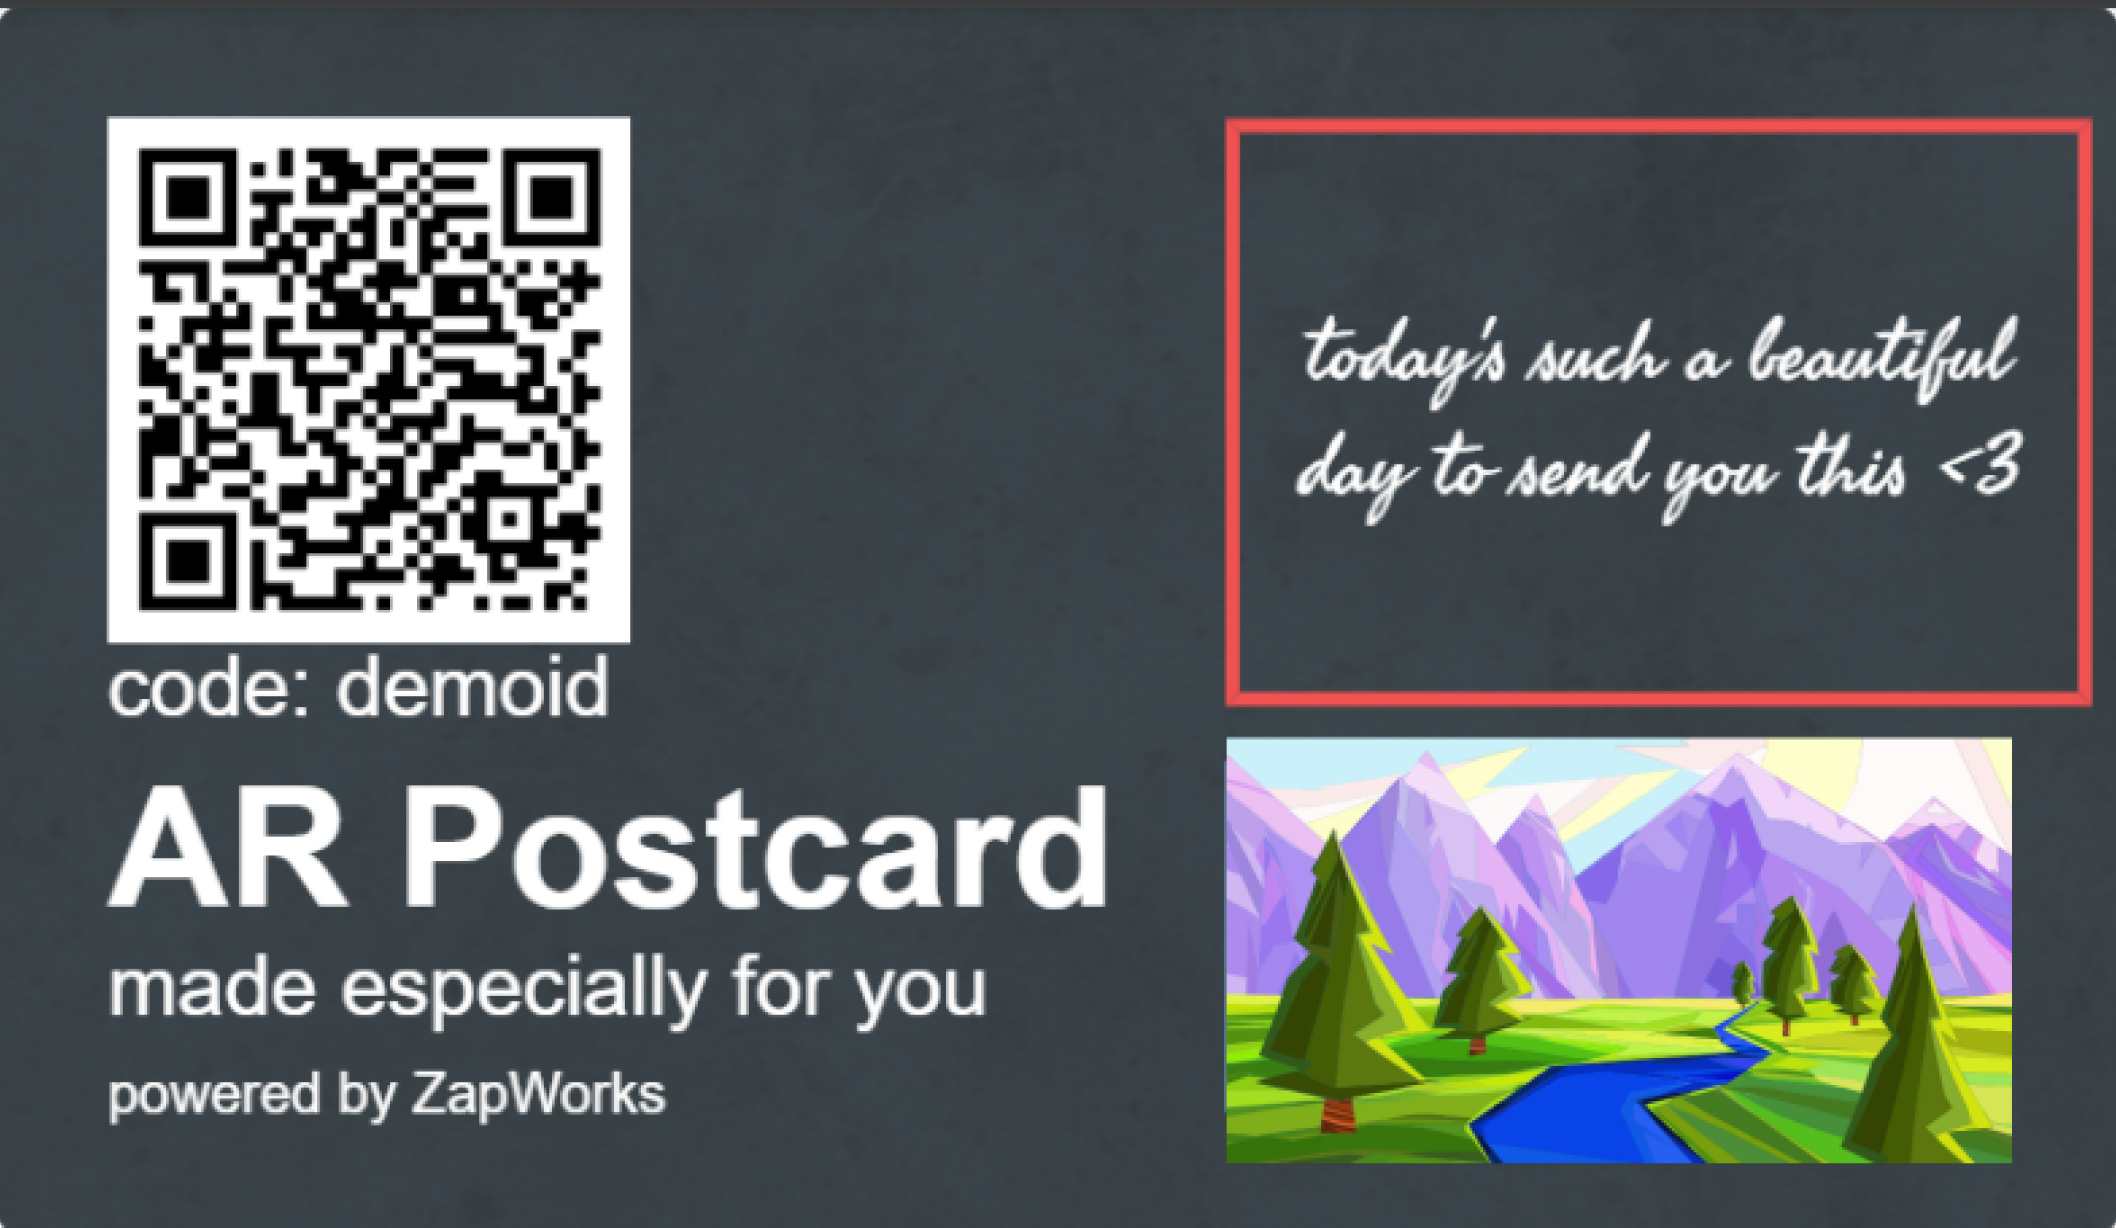 code: demoid
AR Postcard
made especially for you
powered by ZapWorks
today's such a beautiful
day to send you this <3